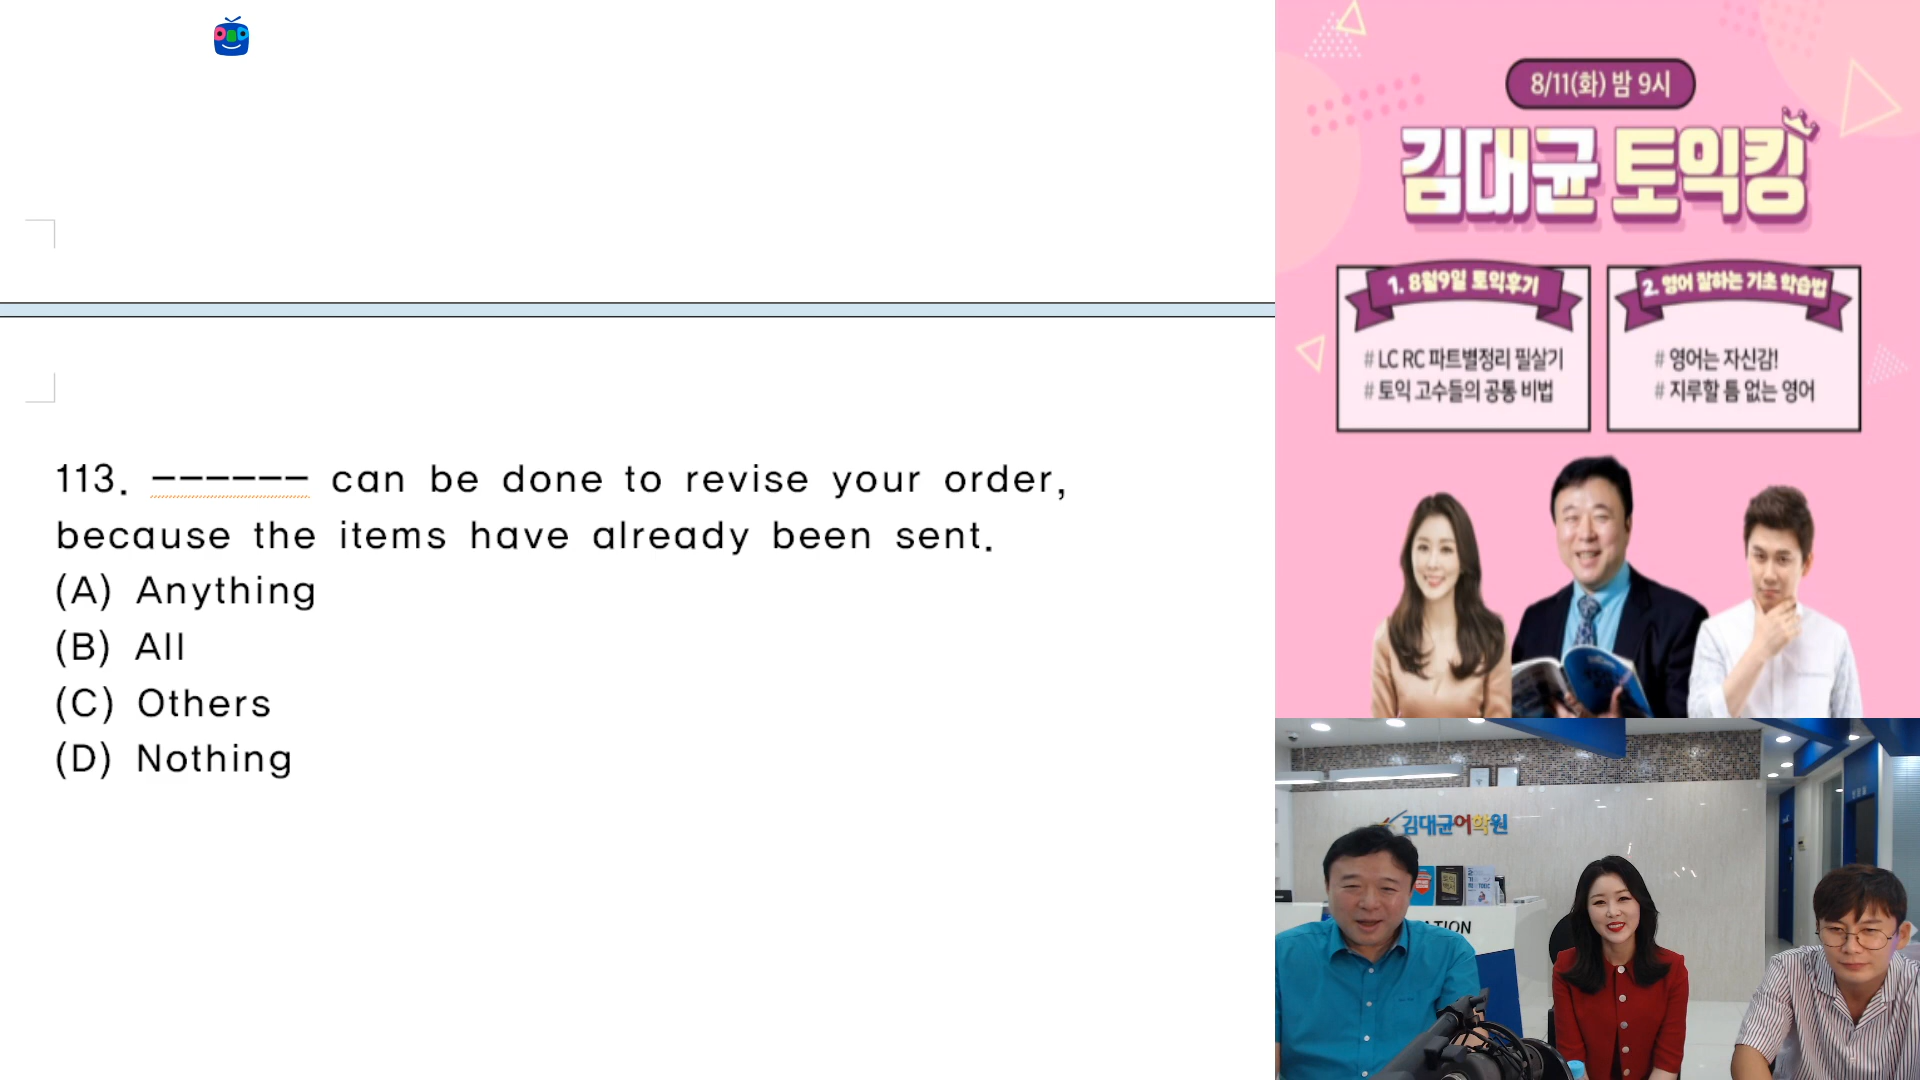 113. ------ can be done to revise your order,
because the items have already been sent.
(A) Anything
(B) All
(C) Others
(D) Nothing
8/11(화) 밤 9시
김대균 토익킹
1. 8월9일 토익후기
# LC RC 파트별정리 필살기
# 토익 고수들의 공통 비법
2. 영어 잘하는 기초 학습법
# 영어는 자신감!
# 지루할 틈 없는 영어
김대균어학원
TOEIC
ATION